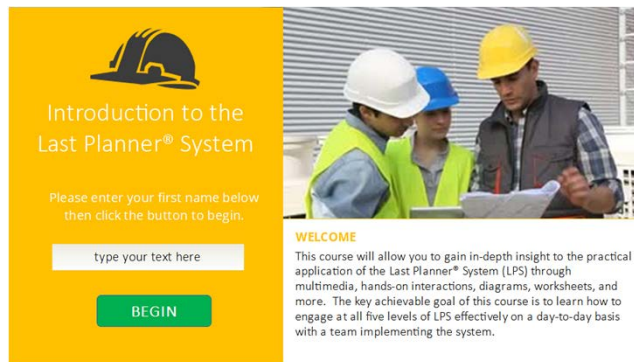 Introduction to the
Last Planner® System
Please enter your first name below
then click the button to begin.
type your text here
BEGIN
WELCOME
This course will allow you to gain in-depth insight to the practical
application of the Last Planner® System (LPS) through
multimedia, hands-on interactions, diagrams, worksheets, and
more.  The key achievable goal of this course is to learn how to
engage at all five levels of LPS effectively on a day-to-day basis
with a team implementing the system.